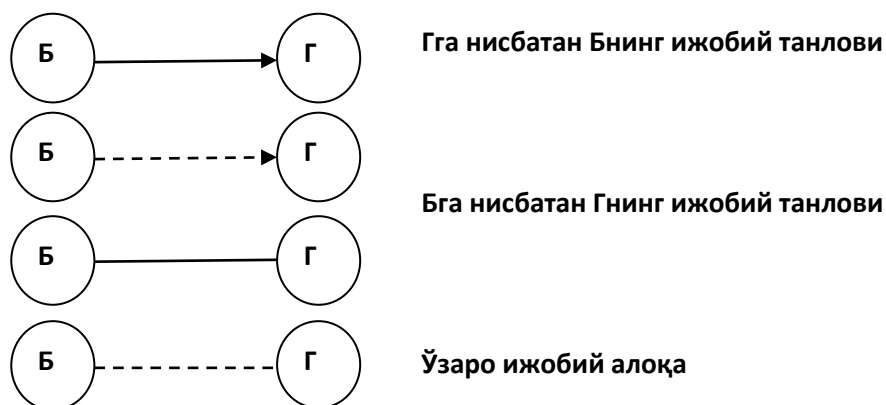 Б Г Гга нисбатан Бнинг ижобий танлови
Б Г
Бга нисбатан Гнинг ижобий танлови
Б Г
Б Г Ўзаро ижобий алоқа